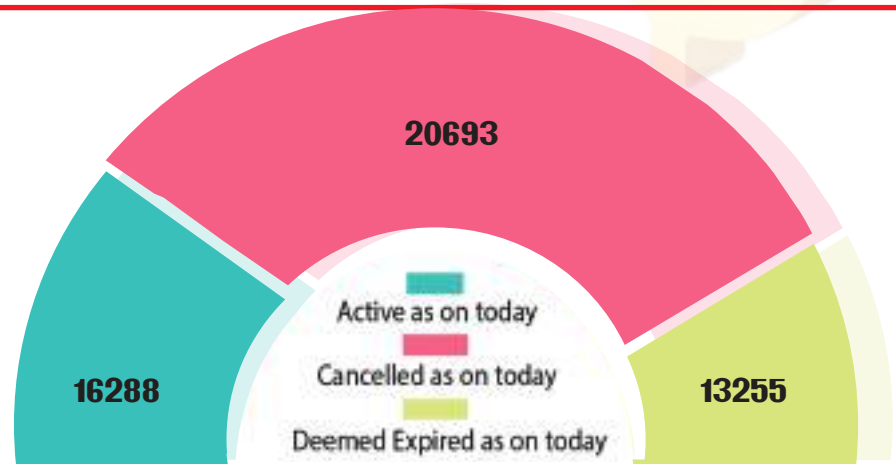 20693
Active as on today
Cancelled as on today
16288
13255
Deemed Expired as on today